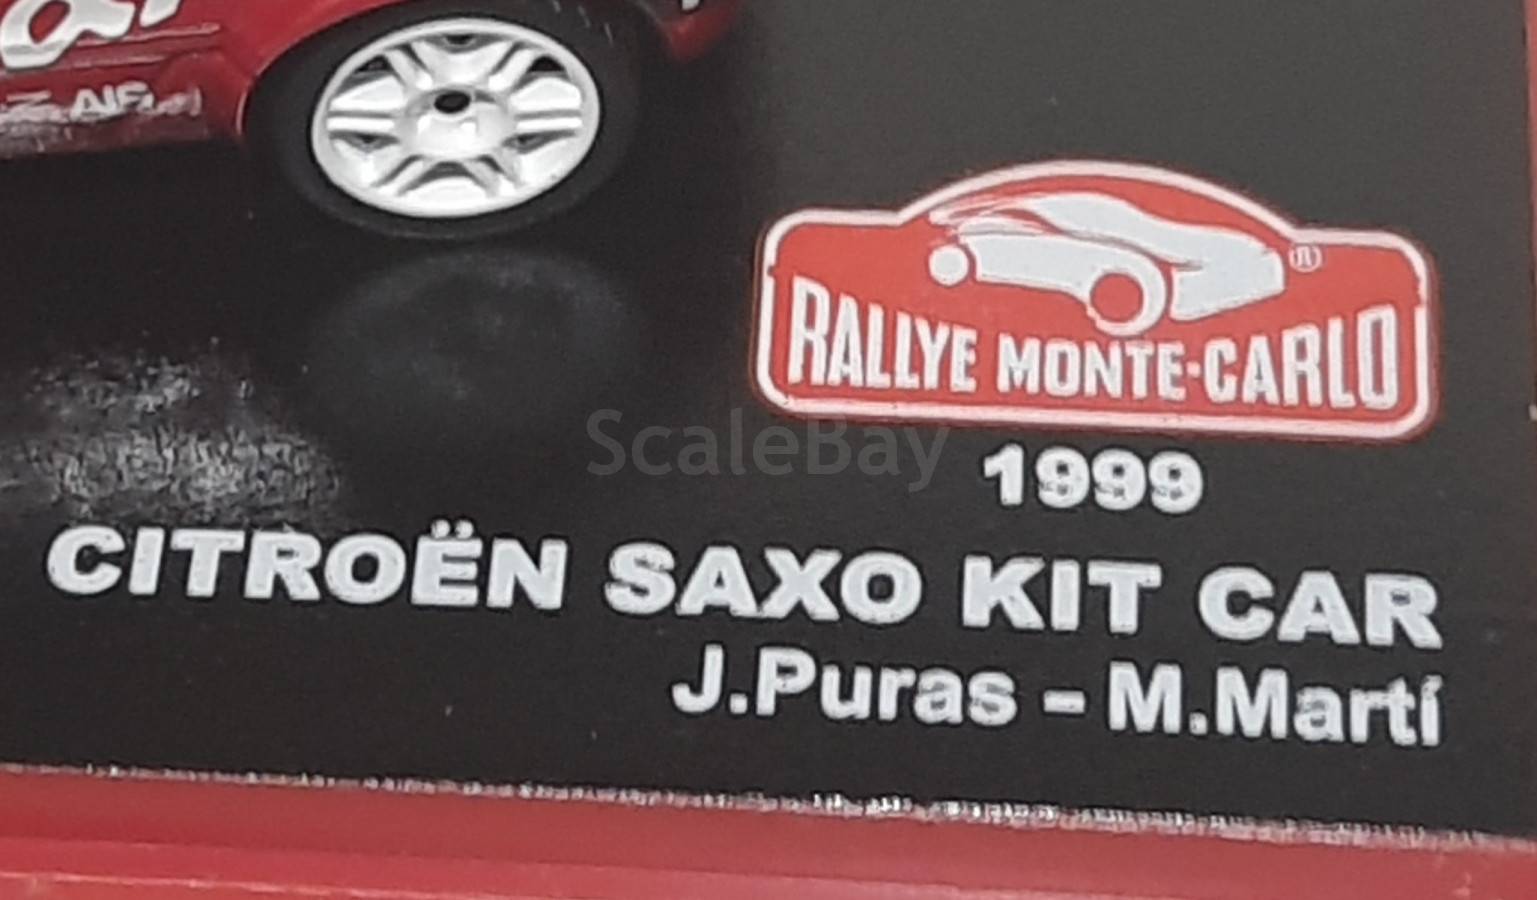 RALLYE MONTE-CARLO ®
ScaleBay
1999
CITROËN SAXO KIT CAR
J.Puras – M.Martí